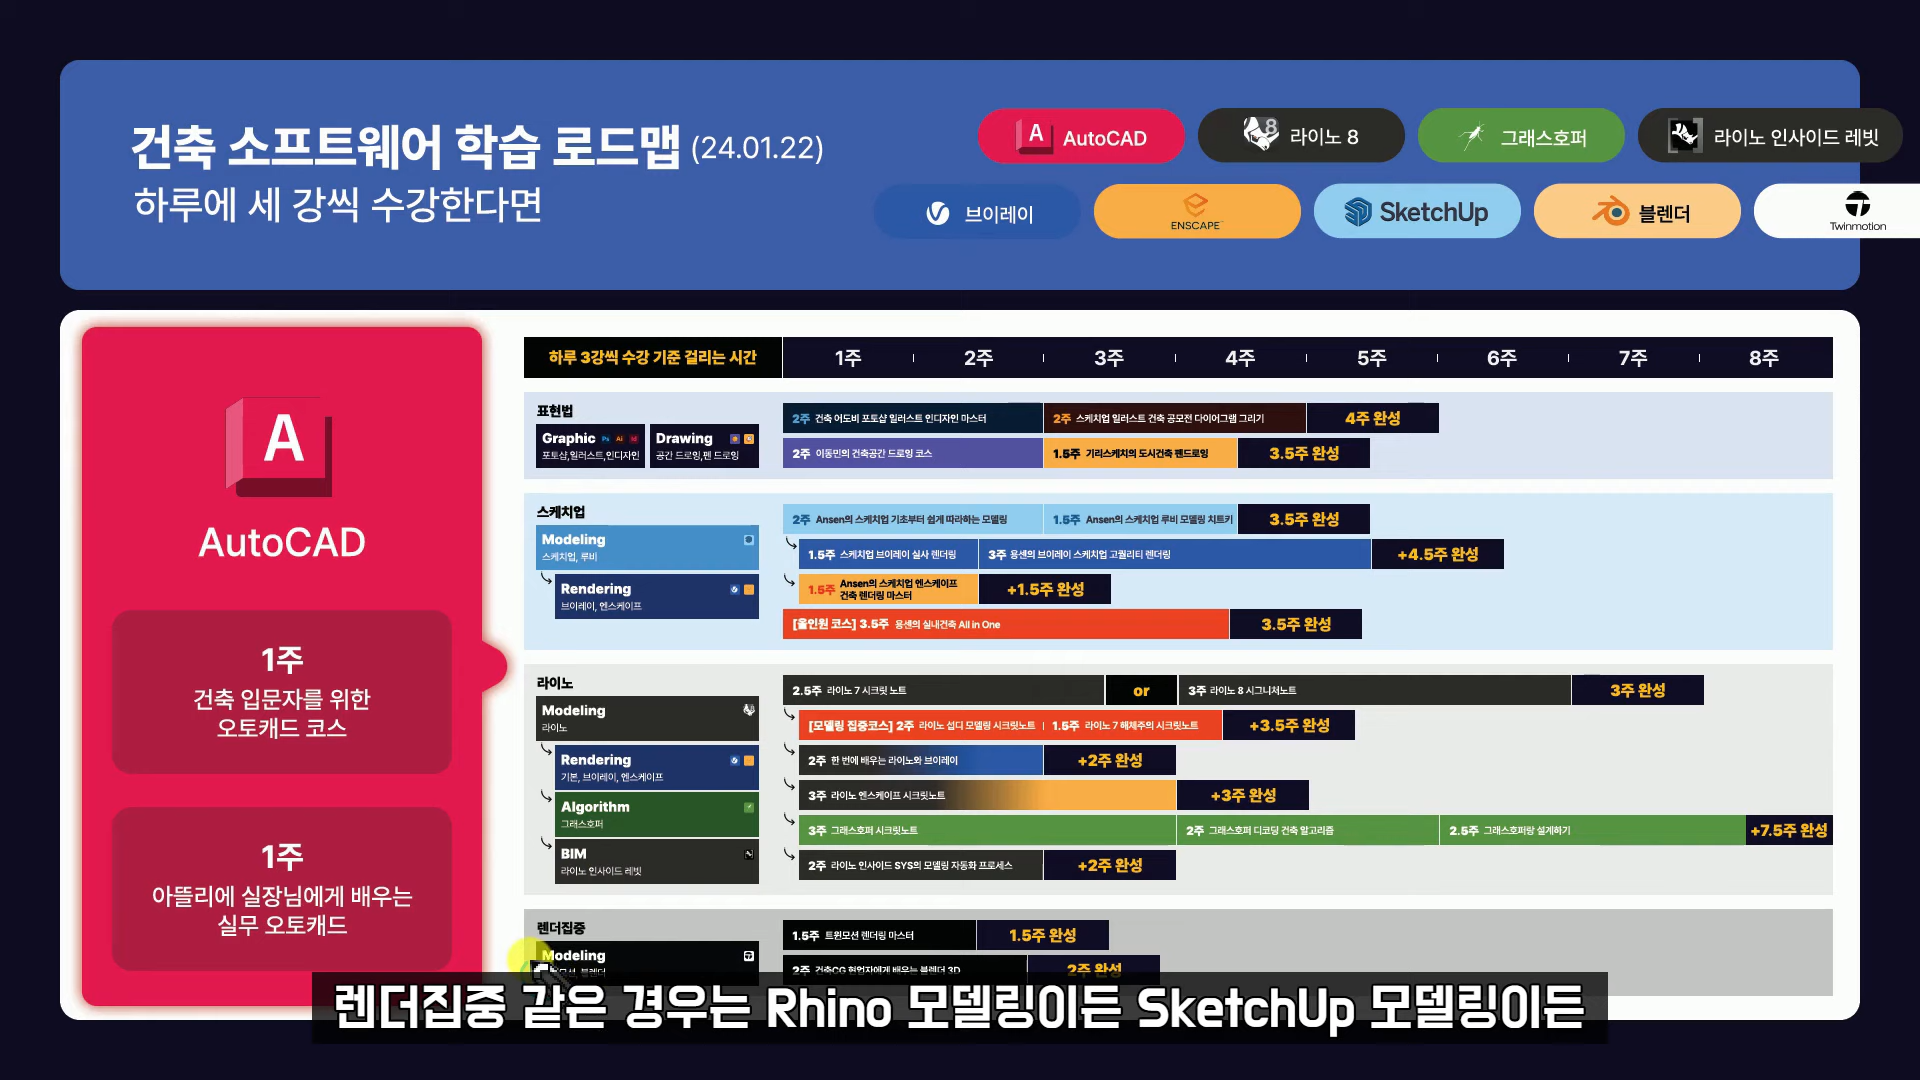 건축 소프트웨어 학습 로드맵 (24.01.22)
하루에 세 강씩 수강한다면
A AutoCAD
8 라이노 8
그래스호퍼
라이노 인사이드 레빗
브이레이
ENSCAPE
SketchUp
블렌더
Twinmotion
A
AutoCAD
1주
건축 입문자를 위한
오토캐드 코스
1주
아뜰리에 실장님에게 배우는
실무 오토캐드
하루 3강씩 수강 기준 걸리는 시간 1주 2주 3주 4주 5주 6주 7주 8주
표현법
Graphic Ps Ai Id
포토샵,일러스트,인디자인
Drawing
공간 드로잉,펜 드로잉
2주 건축 어도비 포토샵 일러스트 인디자인 마스터 2주 스케치업 일러스트 건축 공모전 다이어그램 그리기 4주 완성
2주 이동민의 건축공간 드로잉 코스 1.5주 기리스케치의 도시건축 펜드로잉 3.5주 완성
스케치업
Modeling
스케치업, 루비
Rendering
브이레이, 엔스케이프
2주 Ansen의 스케치업 기초부터 쉽게 따라하는 모델링 1.5주 Ansen의 스케치업 루비 모델링 치트키 3.5주 완성
1.5주 스케치업 브이레이 실사 렌더링 3주 용센의 브이레이 스케치업 고퀄리티 렌더링 +4.5주 완성
1.5주 Ansen의 스케치업 엔스케이프
건축 렌더링 마스터 +1.5주 완성
[올인원 코스] 3.5주 용센의 실내건축 All in One 3.5주 완성
라이노
Modeling
라이노
Rendering
기본, 브이레이, 엔스케이프
Algorithm
그래스호퍼
BIM
라이노 인사이드 레빗
2.5주 라이노 7 시크릿 노트 or 3주 라이노 8 시그니처노트 3주 완성
[모델링 집중코스] 2주 라이노 섭디 모델링 시크릿노트 | 1.5주 라이노 7 해체주의 시크릿노트 +3.5주 완성
2주 한 번에 배우는 라이노와 브이레이 +2주 완성
3주 라이노 엔스케이프 시크릿노트 +3주 완성
3주 그래스호퍼 시크릿노트 2주 그래스호퍼 디코딩 건축 알고리즘 2.5주 그래스호퍼랑 설계하기 +7.5주 완성
2주 라이노 인사이드 SYS의 모델링 자동화 프로세스 +2주 완성
렌더집중
Modeling
1.5주 트윈모션 렌더링 마스터 1.5주 완성
2주 건축CG 현업자에게 배우는 블렌더 3D 2주 완성
렌더집중 같은 경우는 Rhino 모델링이든 SketchUp 모델링이든